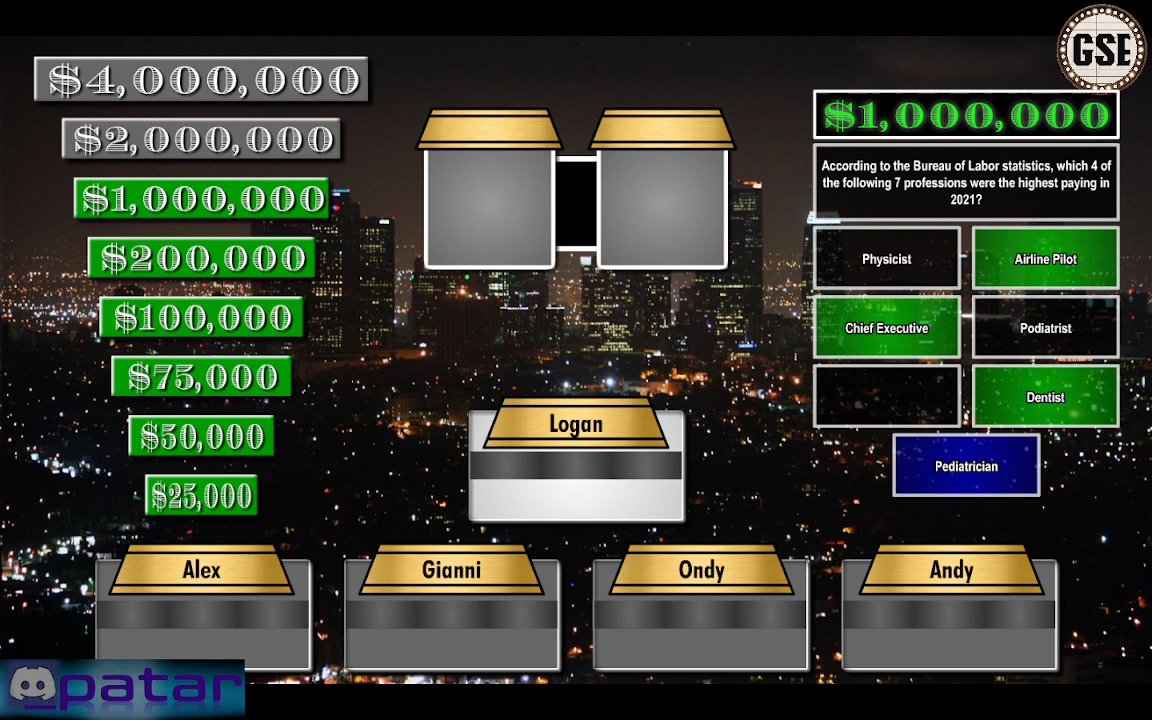 $4,000,000
$2,000,000
$1,000,000
$200,000
$100,000
$75,000
$50,000
$25,000
GSE
$1,000,000
According to the Bureau of Labor statistics, which 4 of
the following 7 professions were the highest paying in
2021?
Physicist
Airline Pilot
Chief Executive
Podiatrist
Dentist
Pediatrician
Logan
Alex
Gianni
Ondy
Andy
patar